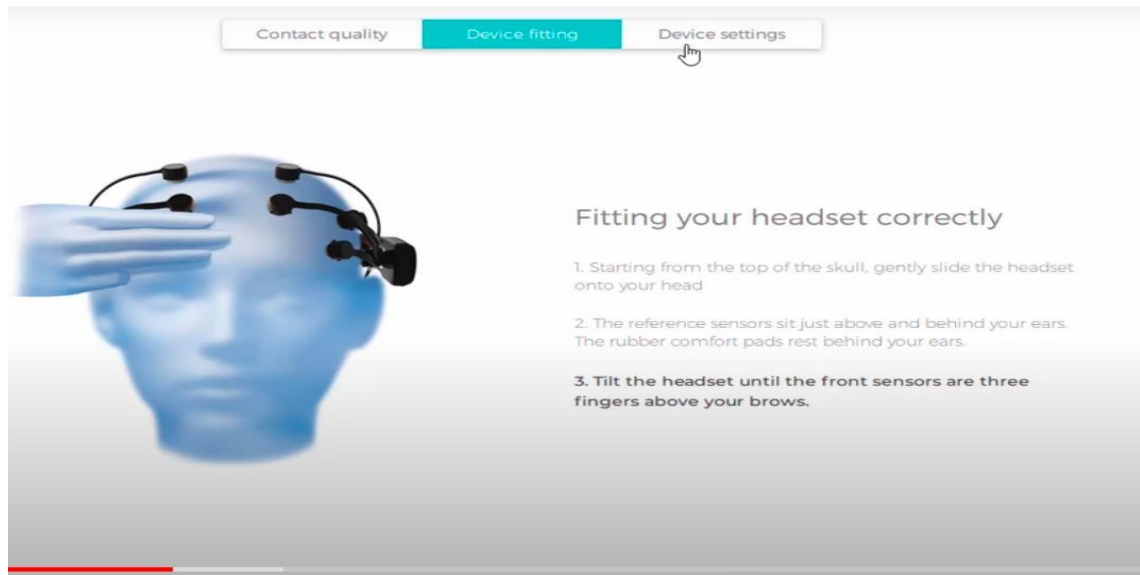 Contact quality
Device fitting
Device settings
Fitting your headset correctly
1. Starting from the top of the skull, gently slide the headset
onto your head
2. The reference sensors sit just above and behind your ears.
The rubber comfort pads rest behind your ears.
3. Tilt the headset until the front sensors are three
fingers above your brows.